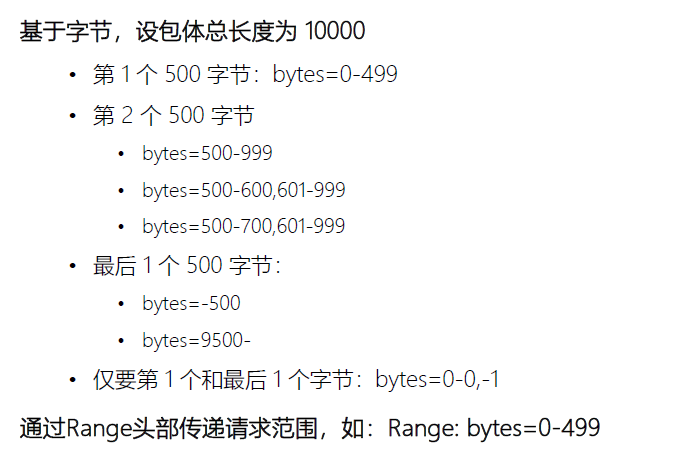 基于字节，设包体总长度为 10000
• 第 1 个 500 字节：bytes=0-499
• 第 2 个 500 字节
• bytes=500-999
• bytes=500-600,601-999
• bytes=500-700,601-999
• 最后 1 个 500 字节：
• bytes=-500
• bytes=9500-
• 仅要第 1 个和最后 1 个字节：bytes=0-0,-1
通过Range头部传递请求范围，如：Range: bytes=0-499